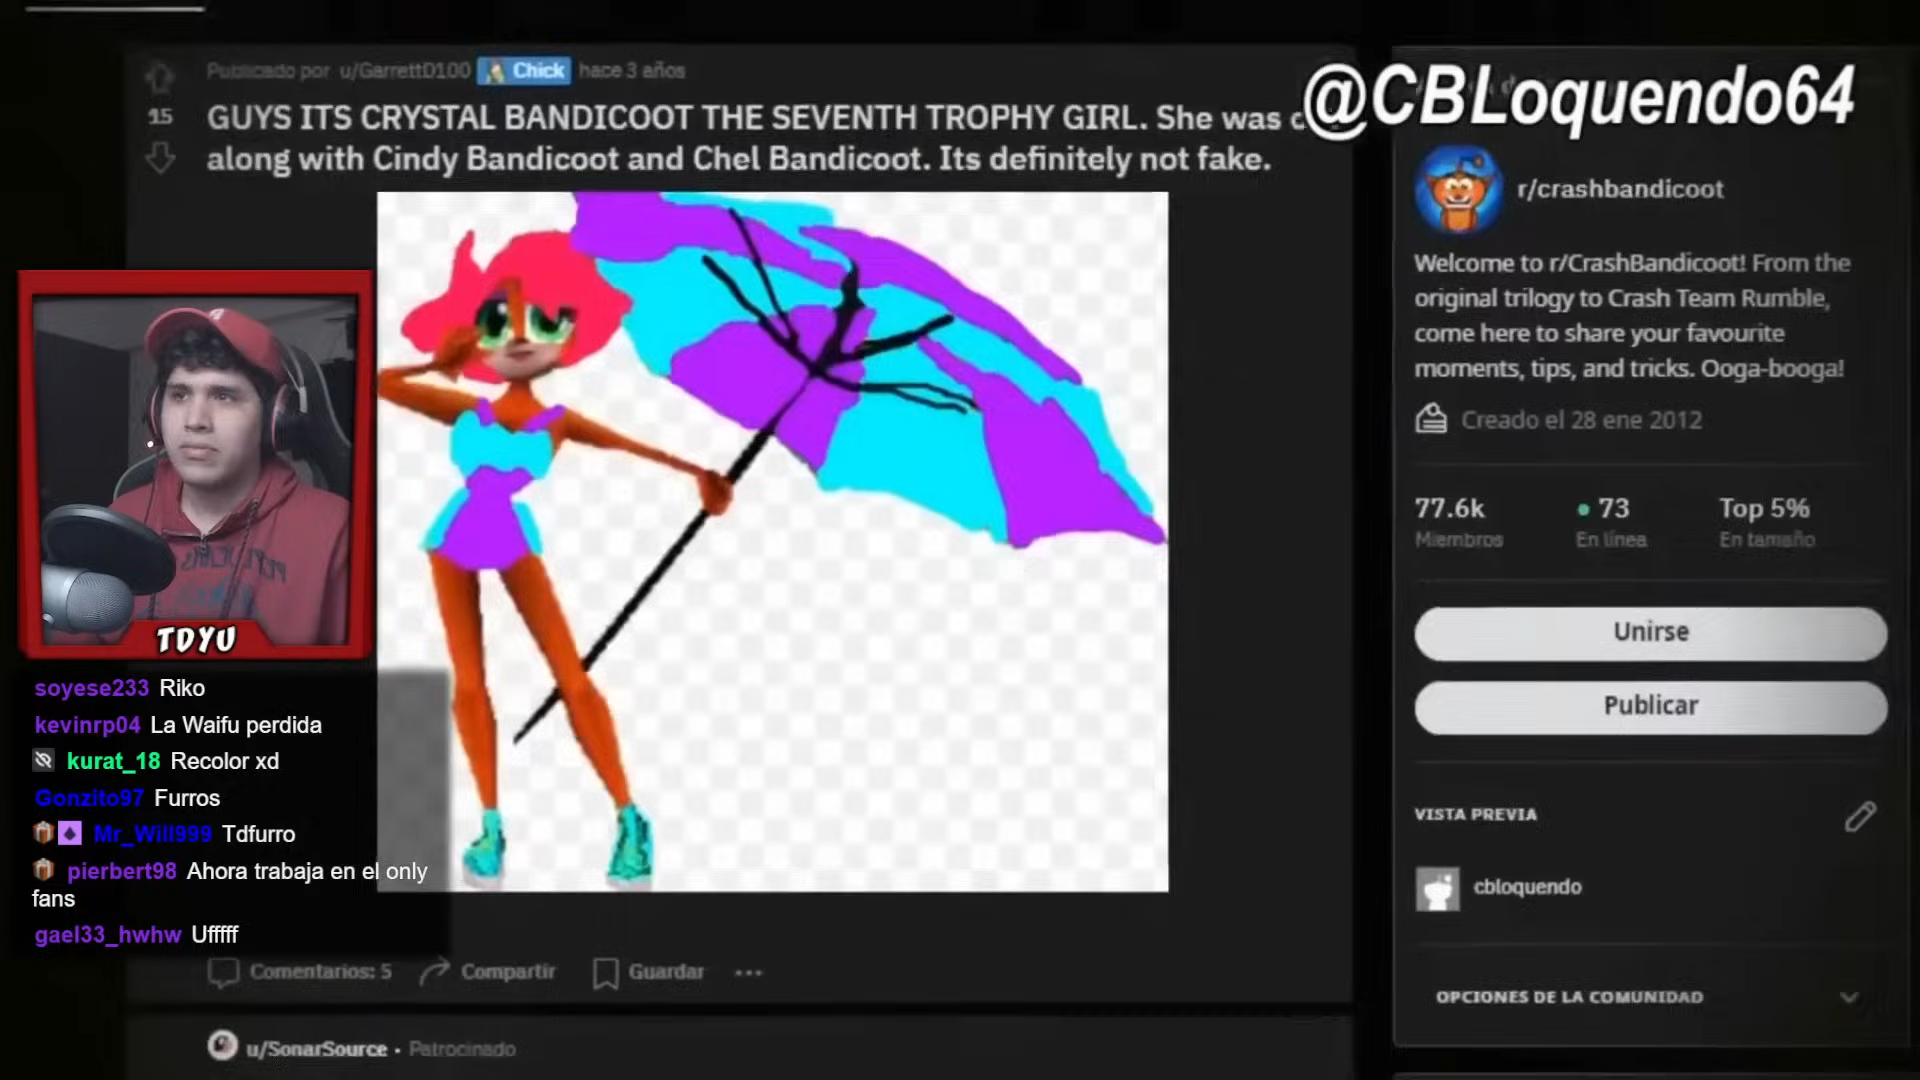 Publicado por u/GarrettD100 Chick hace 3 años
15
GUYS ITS CRYSTAL BANDICOOT THE SEVENTH TROPHY GIRL. She was
along with Cindy Bandicoot and Chel Bandicoot. Its definitely not fake.
@CBLoquendo64
r/crashbandicoot
Welcome to r/CrashBandicoot! From the
original trilogy to Crash Team Rumble,
come here to share your favourite
moments, tips, and tricks. Ooga-booga!
Creado el 28 ene 2012
77.6k 73 Top 5%
Miembros En línea En tamaño
Unirse
Publicar
VISTA PREVIA
cbloquendo
OPCIONES DE LA COMUNIDAD
TDYU
soyese233 Riko
kevinrp04 La Waifu perdida
kurat_18 Recolor xd
Gonzito97 Furros
Mr_Will999 Tdfurro
pierbert98 Ahora trabaja en el only
fans
gael33_hwhw Ufffff
Comentarios: 5 Compartir Guardar
u/SonarSource • Patrocinado